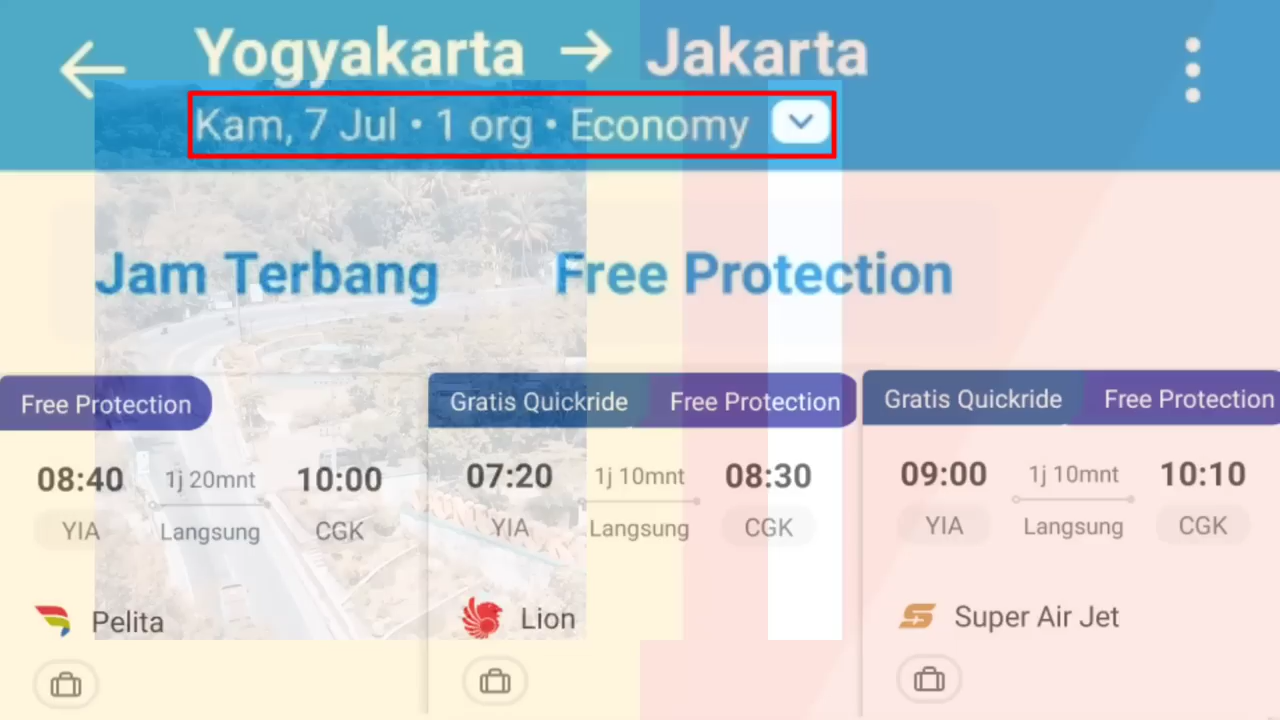 Yogyakarta → Jakarta
Kam, 7 Jul • 1 org • Economy
Jam Terbang
Free Protection
Free Protection
08:40 1j 20mnt 10:00
YIA Langsung CGK
Pelita
Gratis Quickride Free Protection
07:20 1j 10mnt 08:30
YIA Langsung CGK
Lion
Gratis Quickride Free Protection
09:00 1j 10mnt 10:10
YIA Langsung CGK
Super Air Jet